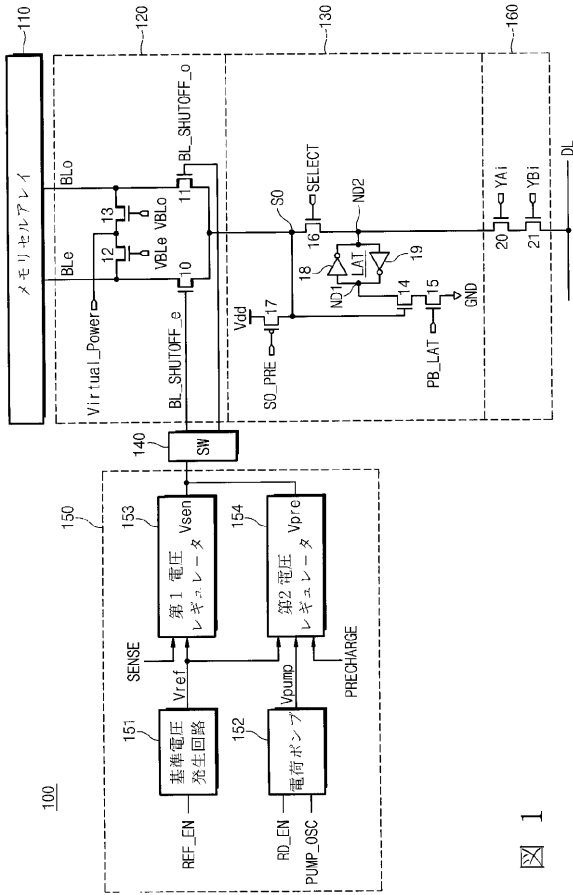 図 1
100
110
メモリセルアレイ
120
BLe
BLo
Virtual_Power
12
13
VBLe
VBLo
10
11
BL_SHUTOFF_e
BL_SHUTOFF_o
130
Vdd
SO_PRE
17
SO
16
SELECT
ND1
ND2
18
LAT
19
14
15
PB_LAT
GND
160
20
YAi
21
YBi
DL
140
SW
150
153
第1 電圧
レギュレータ
Vsen
154
第2 電圧
レギュレータ
Vpre
SENSE
Vref
Vpump
PRECHARGE
151
基準電圧
発生回路
152
電荷ポンプ
REF_EN
RD_EN
PUMP_OSC